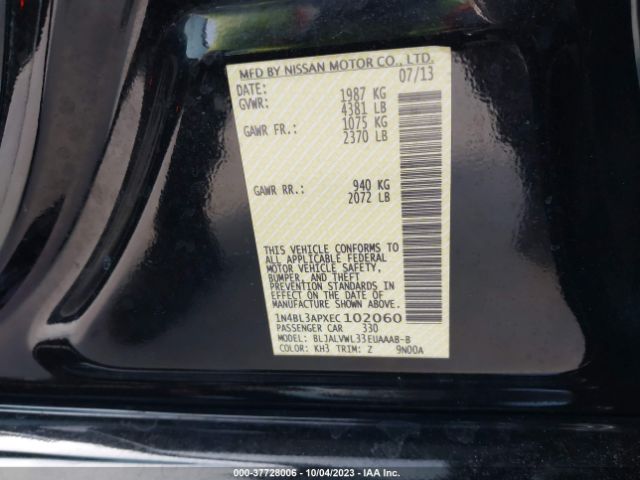 MFD BY NISSAN MOTOR CO., LTD.
DATE: 07/13
GVWR: 1987 KG
4381 LB
GAWR FR.: 1075 KG
2370 LB
GAWR RR.: 940 KG
2072 LB
THIS VEHICLE CONFORMS TO
ALL APPLICABLE FEDERAL
MOTOR VEHICLE SAFETY,
BUMPER, AND THEFT
PREVENTION STANDARDS IN
EFFECT ON THE DATE OF
MANUFACTURE SHOWN ABOVE.
1N4BL3APXEC102060
PASSENGER CAR 330
MODEL: BLJALVWL33EUAAAB-B
COLOR: KH3 TRIM: Z 9N00A
000-37728006 • 10/04/2023 • IAA Inc.